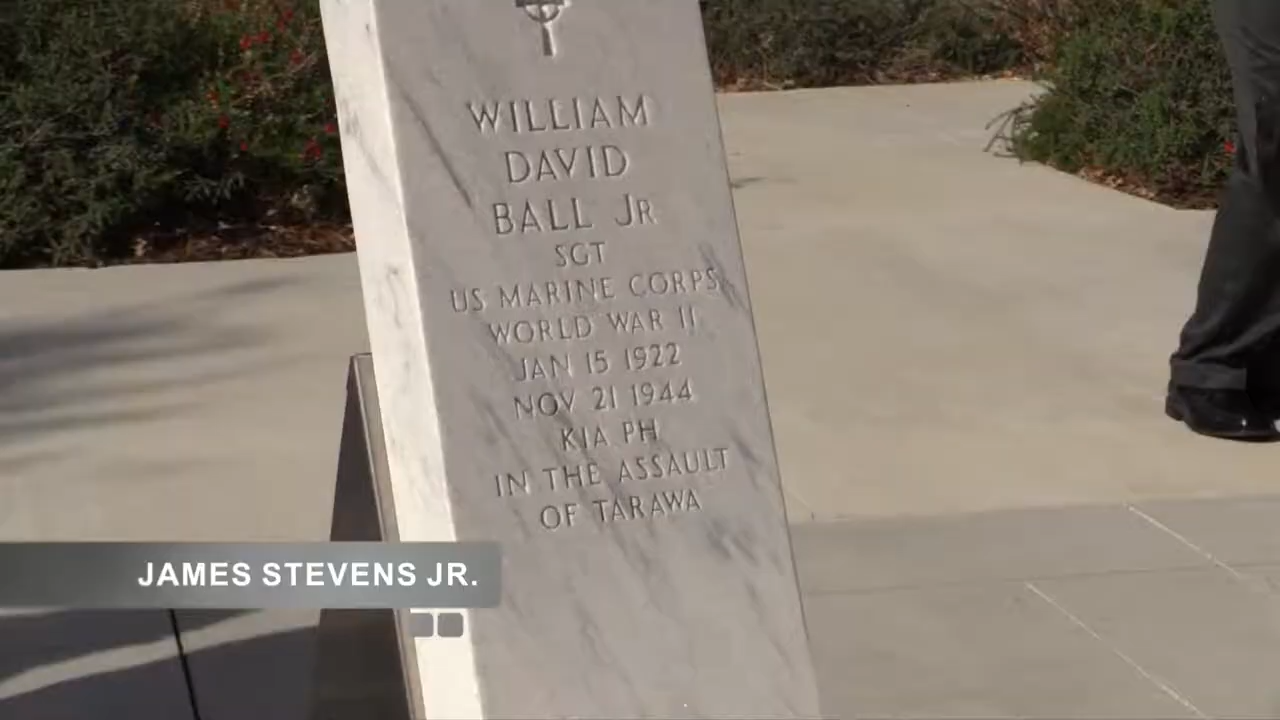 WILLIAM
DAVID
BALL JR
SGT
US MARINE CORPS
WORLD WAR II
JAN 15 1922
NOV 21 1944
KIA PH
IN THE ASSAULT
OF TARAWA
JAMES STEVENS JR.